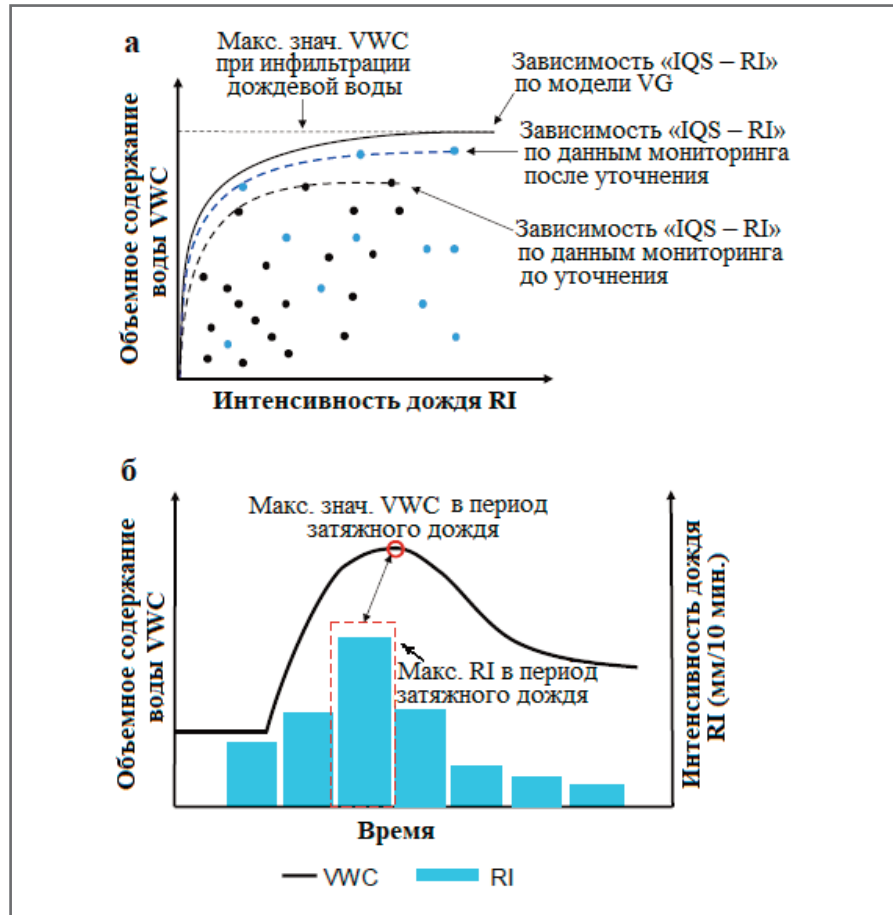 а
Макс. знач. VWC
при инфильтрации
дождевой воды
Зависимость «IQS – RI»
по модели VG
Зависимость «IQS – RI»
по данным мониторинга
после уточнения
Зависимость «IQS – RI»
по данным мониторинга
до уточнения
Объемное содержание
воды VWC
Интенсивность дождя RI
б
Макс. знач. VWC в период
затяжного дождя
Макс. RI в период
затяжного дождя
Объемное содержание
воды VWC
Интенсивность дождя
RI (мм/10 мин.)
Время
VWC
RI